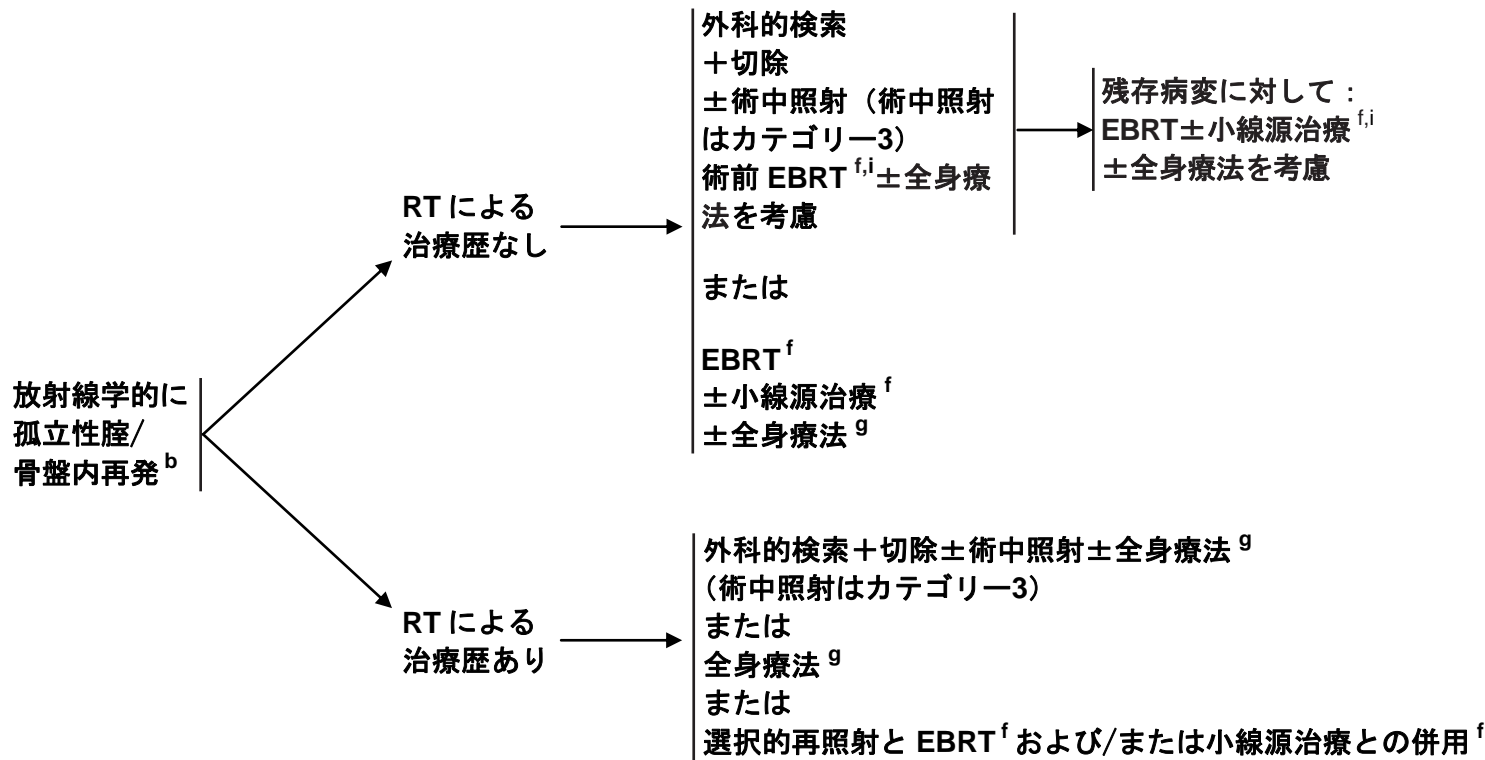 放射線学的に
孤立性腟/
骨盤内再発 b
RT による
治療歴なし
外科的検索
＋切除
±術中照射（術中照射
はカテゴリー3）
術前 EBRT f,i±全身療
法を考慮
または
EBRT f
±小線源治療 f
±全身療法 g
残存病変に対して：
EBRT±小線源治療 f,i
±全身療法を考慮
RT による
治療歴あり
外科的検索＋切除±術中照射±全身療法 g
（術中照射はカテゴリー3）
または
全身療法 g
または
選択的再照射と EBRT f および/または小線源治療との併用 f